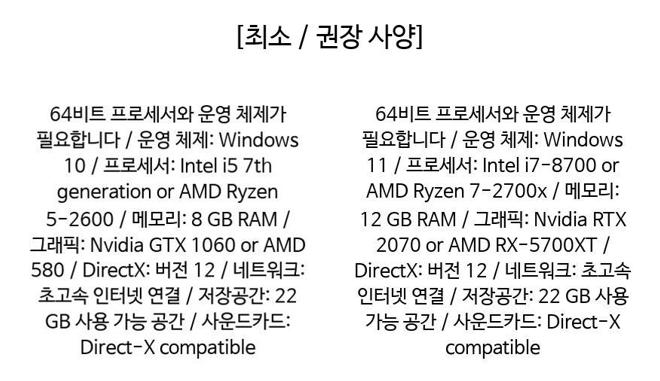 [최소 / 권장 사양]
64비트 프로세서와 운영 체제가
필요합니다 / 운영 체제: Windows
10 / 프로세서: Intel i5 7th
generation or AMD Ryzen
5-2600 / 메모리: 8 GB RAM /
그래픽: Nvidia GTX 1060 or AMD
580 / DirectX: 버전 12 / 네트워크:
초고속 인터넷 연결 / 저장공간: 22
GB 사용 가능 공간 / 사운드카드:
Direct-X compatible
64비트 프로세서와 운영 체제가
필요합니다 / 운영 체제: Windows
11 / 프로세서: Intel i7-8700 or
AMD Ryzen 7-2700x / 메모리:
12 GB RAM / 그래픽: Nvidia RTX
2070 or AMD RX-5700XT /
DirectX: 버전 12 / 네트워크: 초고속
인터넷 연결 / 저장공간: 22 GB 사용
가능 공간 / 사운드카드: Direct-X
compatible